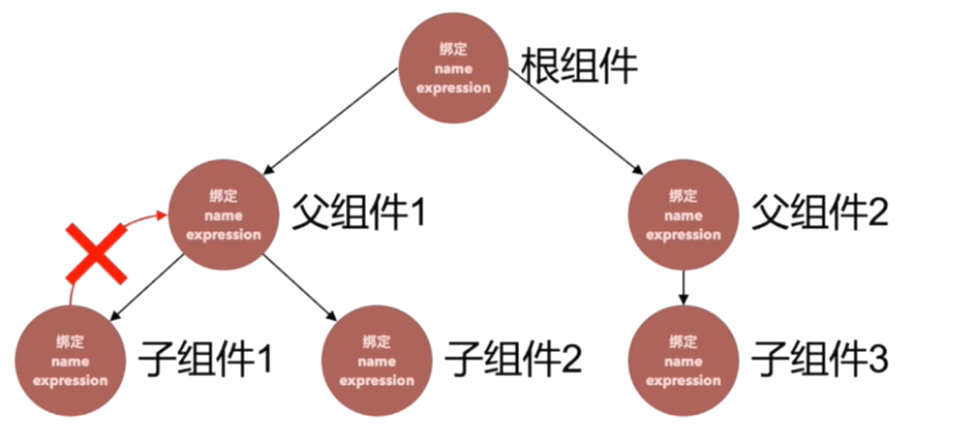 绑定
name
expression
根组件
绑定
name
expression
父组件1
绑定
name
expression
父组件2
绑定
name
expression
子组件1
绑定
name
expression
子组件2
绑定
name
expression
子组件3